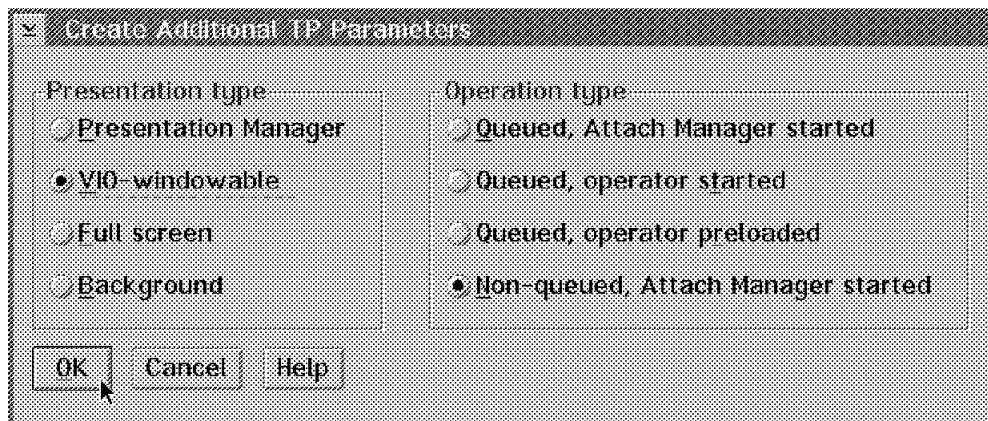 Create Additional TP Parameters
Presentation type
Presentation Manager
VIO-windowable
Full screen
Background
Operation type
Queued, Attach Manager started
Queued, operator started
Queued, operator preloaded
Non-queued, Attach Manager started
OK
Cancel
Help